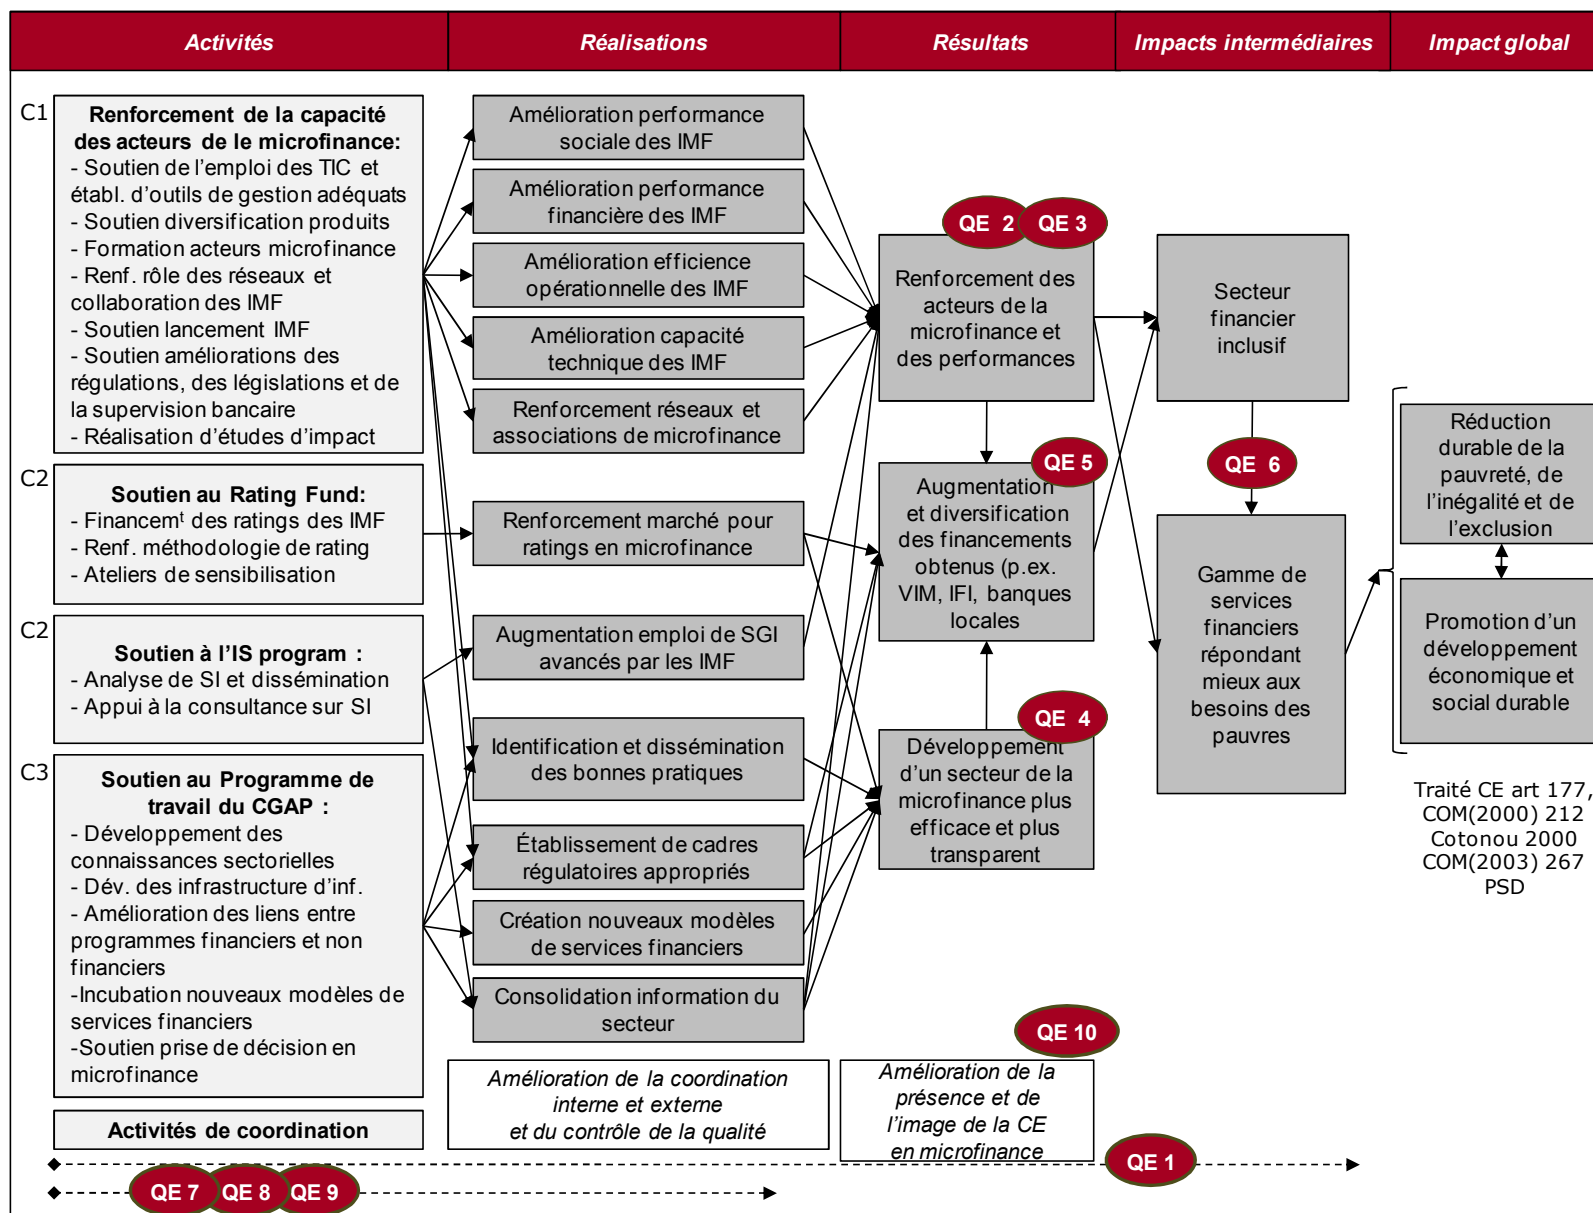 Activités
Réalisations
Résultats
Impacts intermédiaires
Impact global
C1
Renforcement de la capacité
des acteurs de le microfinance:
- Soutien de l'emploi des TIC et
établ. d'outils de gestion adéquats
- Soutien diversification produits
- Formation acteurs microfinance
- Renf. rôle des réseaux et
collaboration des IMF
- Soutien lancement IMF
- Soutien améliorations des
régulations, des législations et de
la supervision bancaire
- Réalisation d'études d'impact
C2
Soutien au Rating Fund:
- Financemᵗ des ratings des IMF
- Renf. méthodologie de rating
- Ateliers de sensibilisation
C2
Soutien à l'IS program :
- Analyse de SI et dissémination
- Appui à la consultance sur SI
C3
Soutien au Programme de
travail du CGAP :
- Développement des
connaissances sectorielles
- Dév. des infrastructure d'inf.
- Amélioration des liens entre
programmes financiers et non
financiers
-Incubation nouveaux modèles de
services financiers
-Soutien prise de décision en
microfinance
Activités de coordination
Amélioration performance
sociale des IMF
Amélioration performance
financière des IMF
Amélioration efficience
opérationnelle des IMF
Amélioration capacité
technique des IMF
Renforcement réseaux et
associations de microfinance
Renforcement marché pour
ratings en microfinance
Augmentation emploi de SGI
avancés par les IMF
Identification et dissémination
des bonnes pratiques
Établissement de cadres
régulatoires appropriés
Création nouveaux modèles
de services financiers
Consolidation information du
secteur
Amélioration de la coordination
interne et externe
et du contrôle de la qualité
QE 2
QE 3
Renforcement des
acteurs de la
microfinance et
des performances
QE 5
Augmentation
et diversification
des financements
obtenus (p.ex.
VIM, IFI, banques
locales
QE 4
Développement
d'un secteur de la
microfinance plus
efficace et plus
transparent
QE 10
Amélioration de la
présence et de
l'image de la CE
en microfinance
Secteur
financier
inclusif
QE 6
Gamme de
services
financiers
répondant
mieux aux
besoins des
pauvres
Réduction
durable de la
pauvreté, de
l'inégalité et de
l'exclusion
Promotion d'un
développement
économique et
social durable
Traité CE art 177,
COM(2000) 212
Cotonou 2000
COM(2003) 267
PSD
QE 1
QE 7
QE 8
QE 9